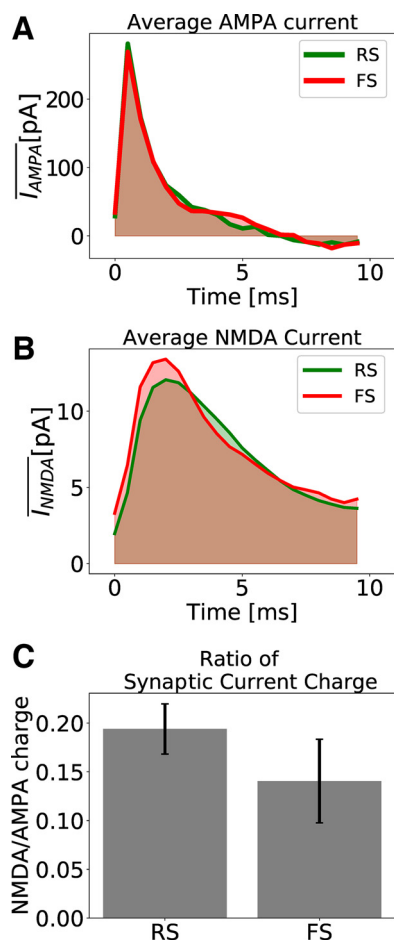 A
Average AMPA current
RS
FS
I_AMPA [pA]
200
100
0
0
5
10
Time [ms]
B
Average NMDA Current
RS
FS
I_NMDA [pA]
10
5
0
0
5
10
Time [ms]
C
Ratio of
Synaptic Current Charge
NMDA/AMPA charge
0.20
0.15
0.10
0.05
0.00
RS
FS